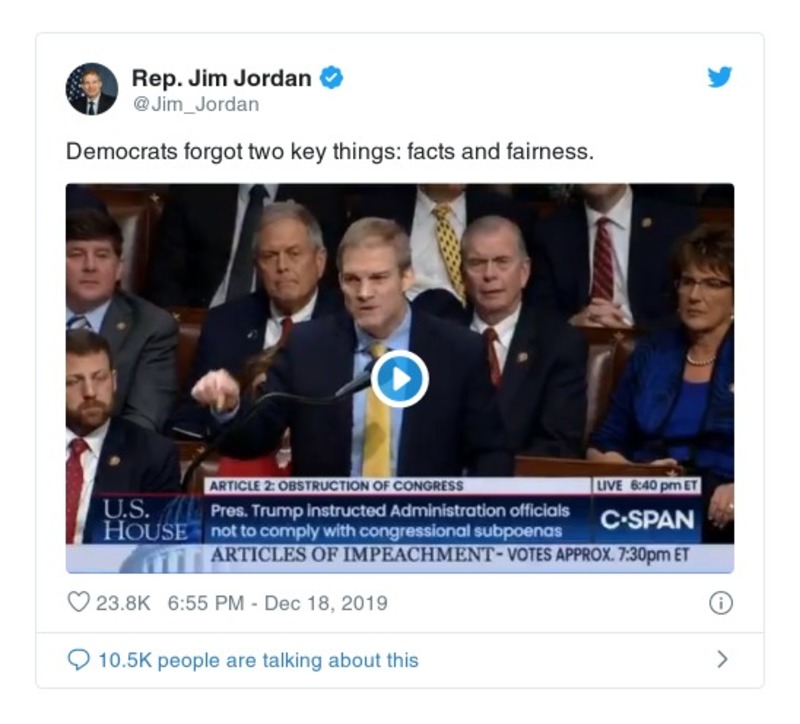 Rep. Jim Jordan
@Jim_Jordan
Democrats forgot two key things: facts and fairness.
ARTICLE 2: OBSTRUCTION OF CONGRESS
LIVE 6:40 pm ET
U.S.
HOUSE
Pres. Trump instructed Administration officials
not to comply with congressional subpoenas
C-SPAN
ARTICLES OF IMPEACHMENT - VOTES APPROX. 7:30pm ET
23.8K 6:55 PM - Dec 18, 2019
10.5K people are talking about this